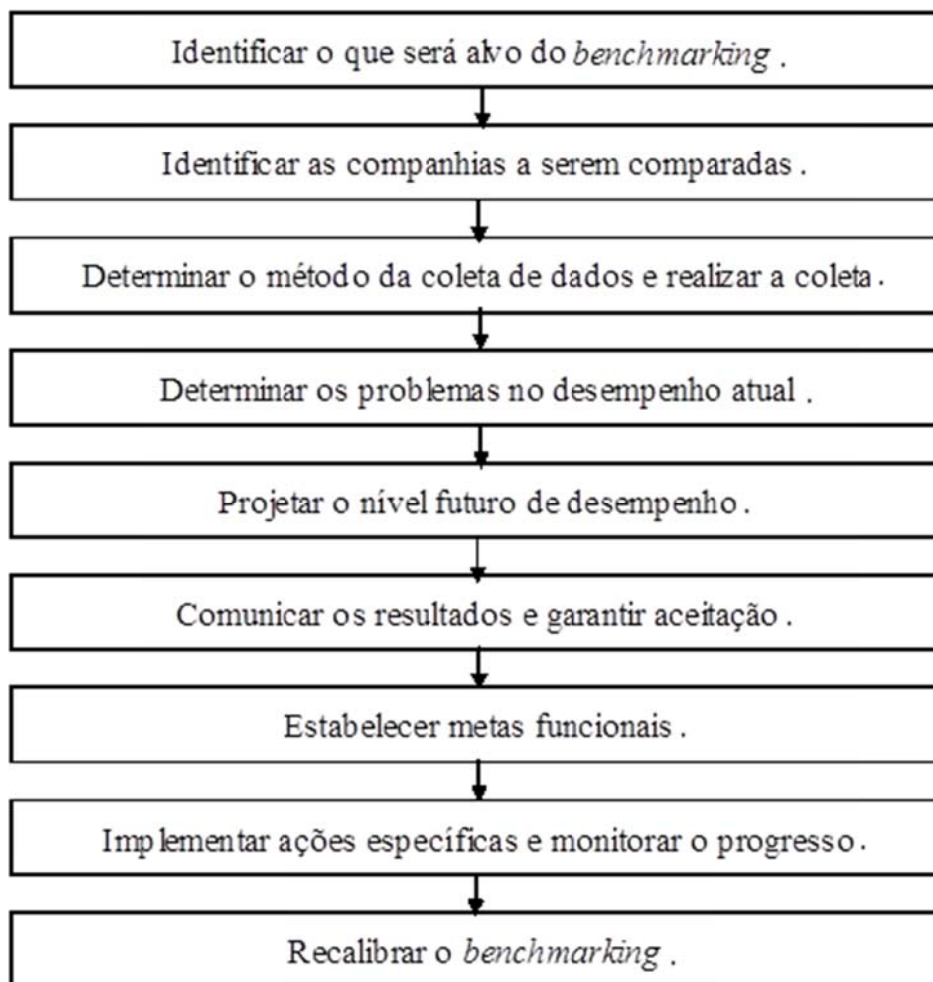 Identificar o que será alvo do benchmarking .
Identificar as companhias a serem comparadas .
Determinar o método da coleta de dados e realizar a coleta .
Determinar os problemas no desempenho atual .
Projetar o nível futuro de desempenho .
Comunicar os resultados e garantir aceitação .
Estabelecer metas funcionais .
Implementar ações específicas e monitorar o progresso .
Recalibrar o benchmarking .